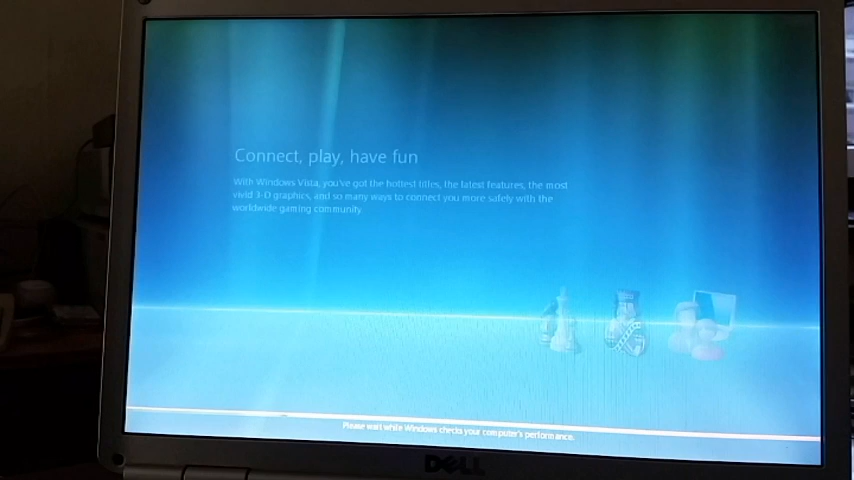 Connect, play, have fun
With Windows Vista, you've got the hottest titles, the latest features, the most
vivid 3-D graphics, and so many ways to connect you more safely with the
worldwide gaming community.
Please wait while Windows checks your computer's performance.
DELL